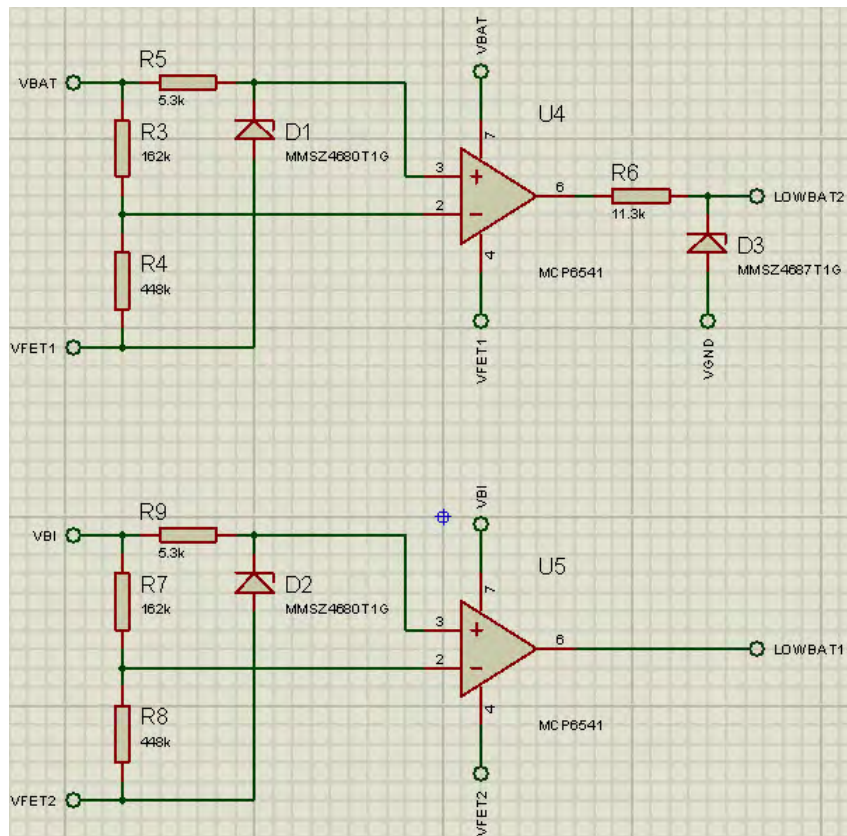 VBAT
R5
5.3k
VBAT
R3
162k
D1
MMSZ4680T1G
U4
7
3
+
2
−
6
4
MCP6541
R6
11.3k
LOWBAT2
D3
MMSZ4687T1G
R4
448k
VFET1
VFET1
VGND
VBI
R9
5.3k
VBI
R7
162k
D2
MMSZ4680T1G
U5
7
3
+
2
−
6
4
MCP6541
LOWBAT1
R8
448k
VFET2
VFET2